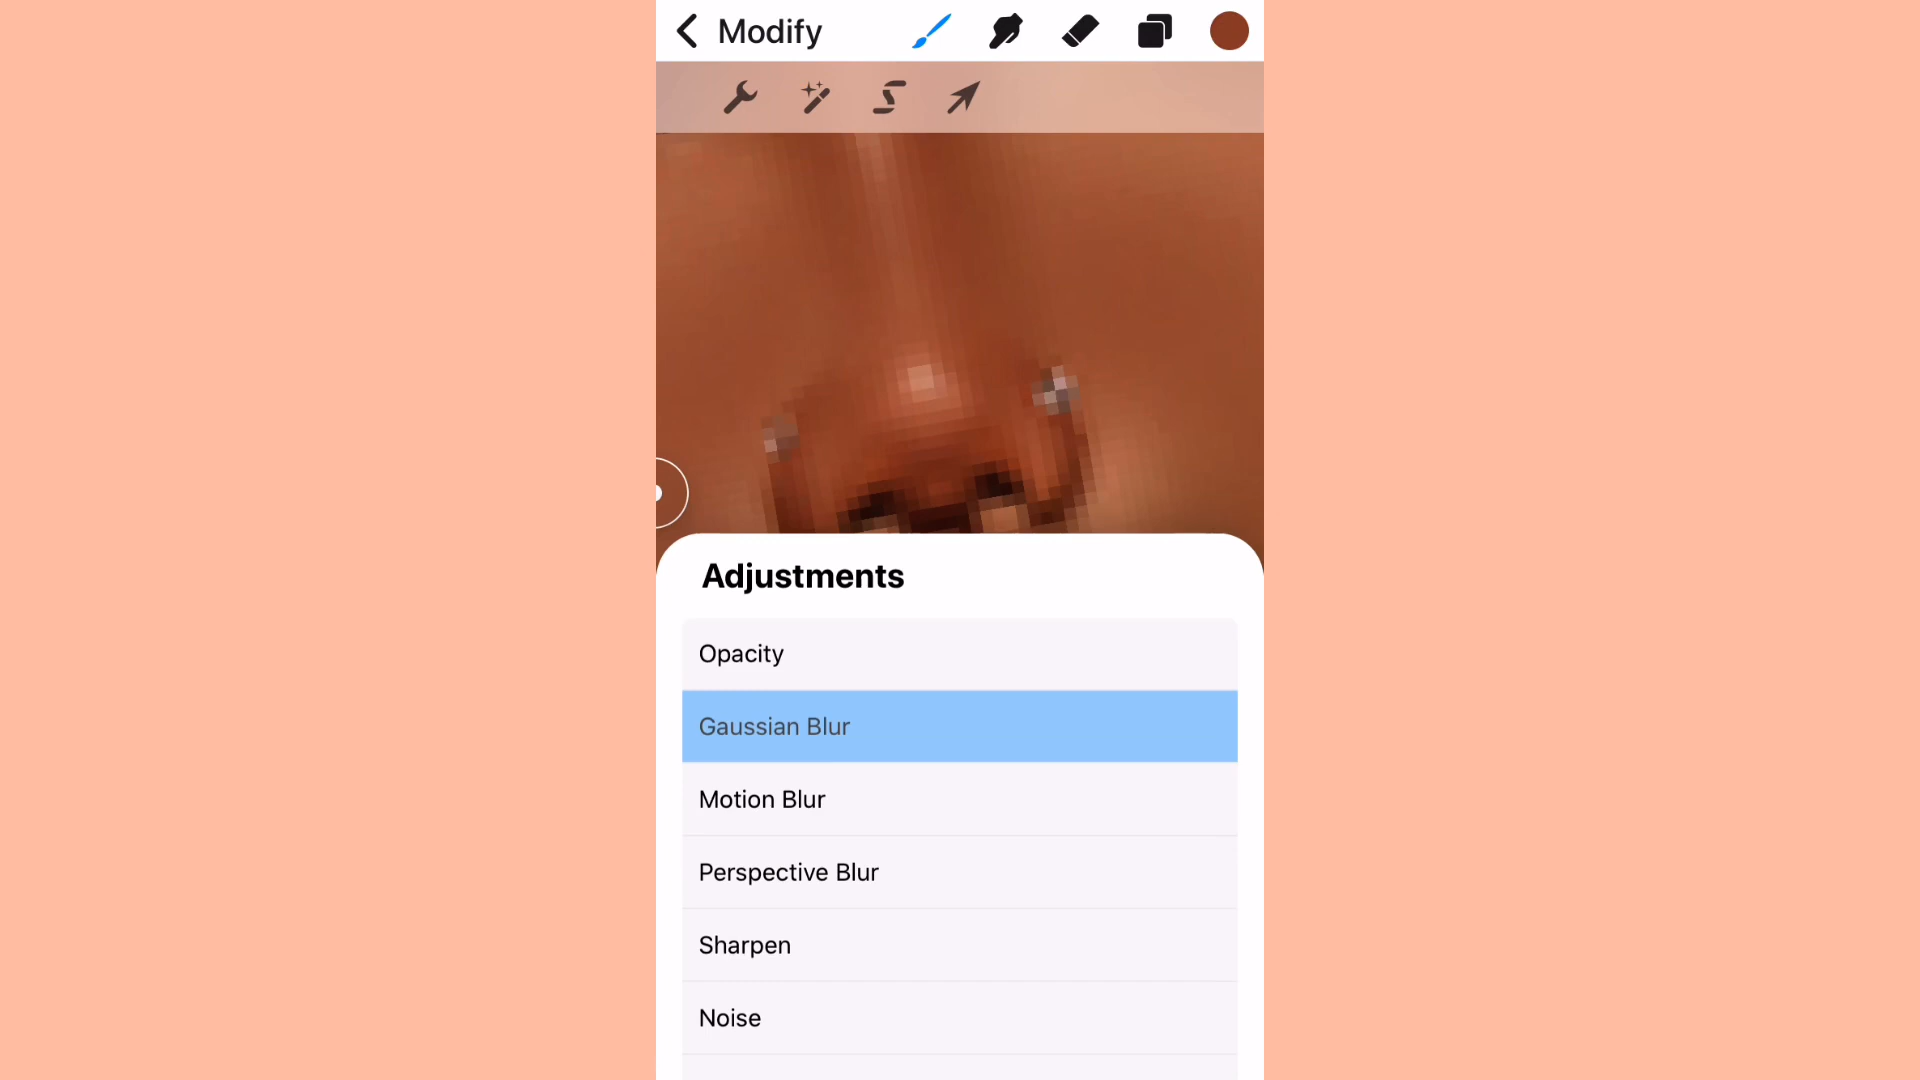 Modify
Adjustments
Opacity
Gaussian Blur
Motion Blur
Perspective Blur
Sharpen
Noise